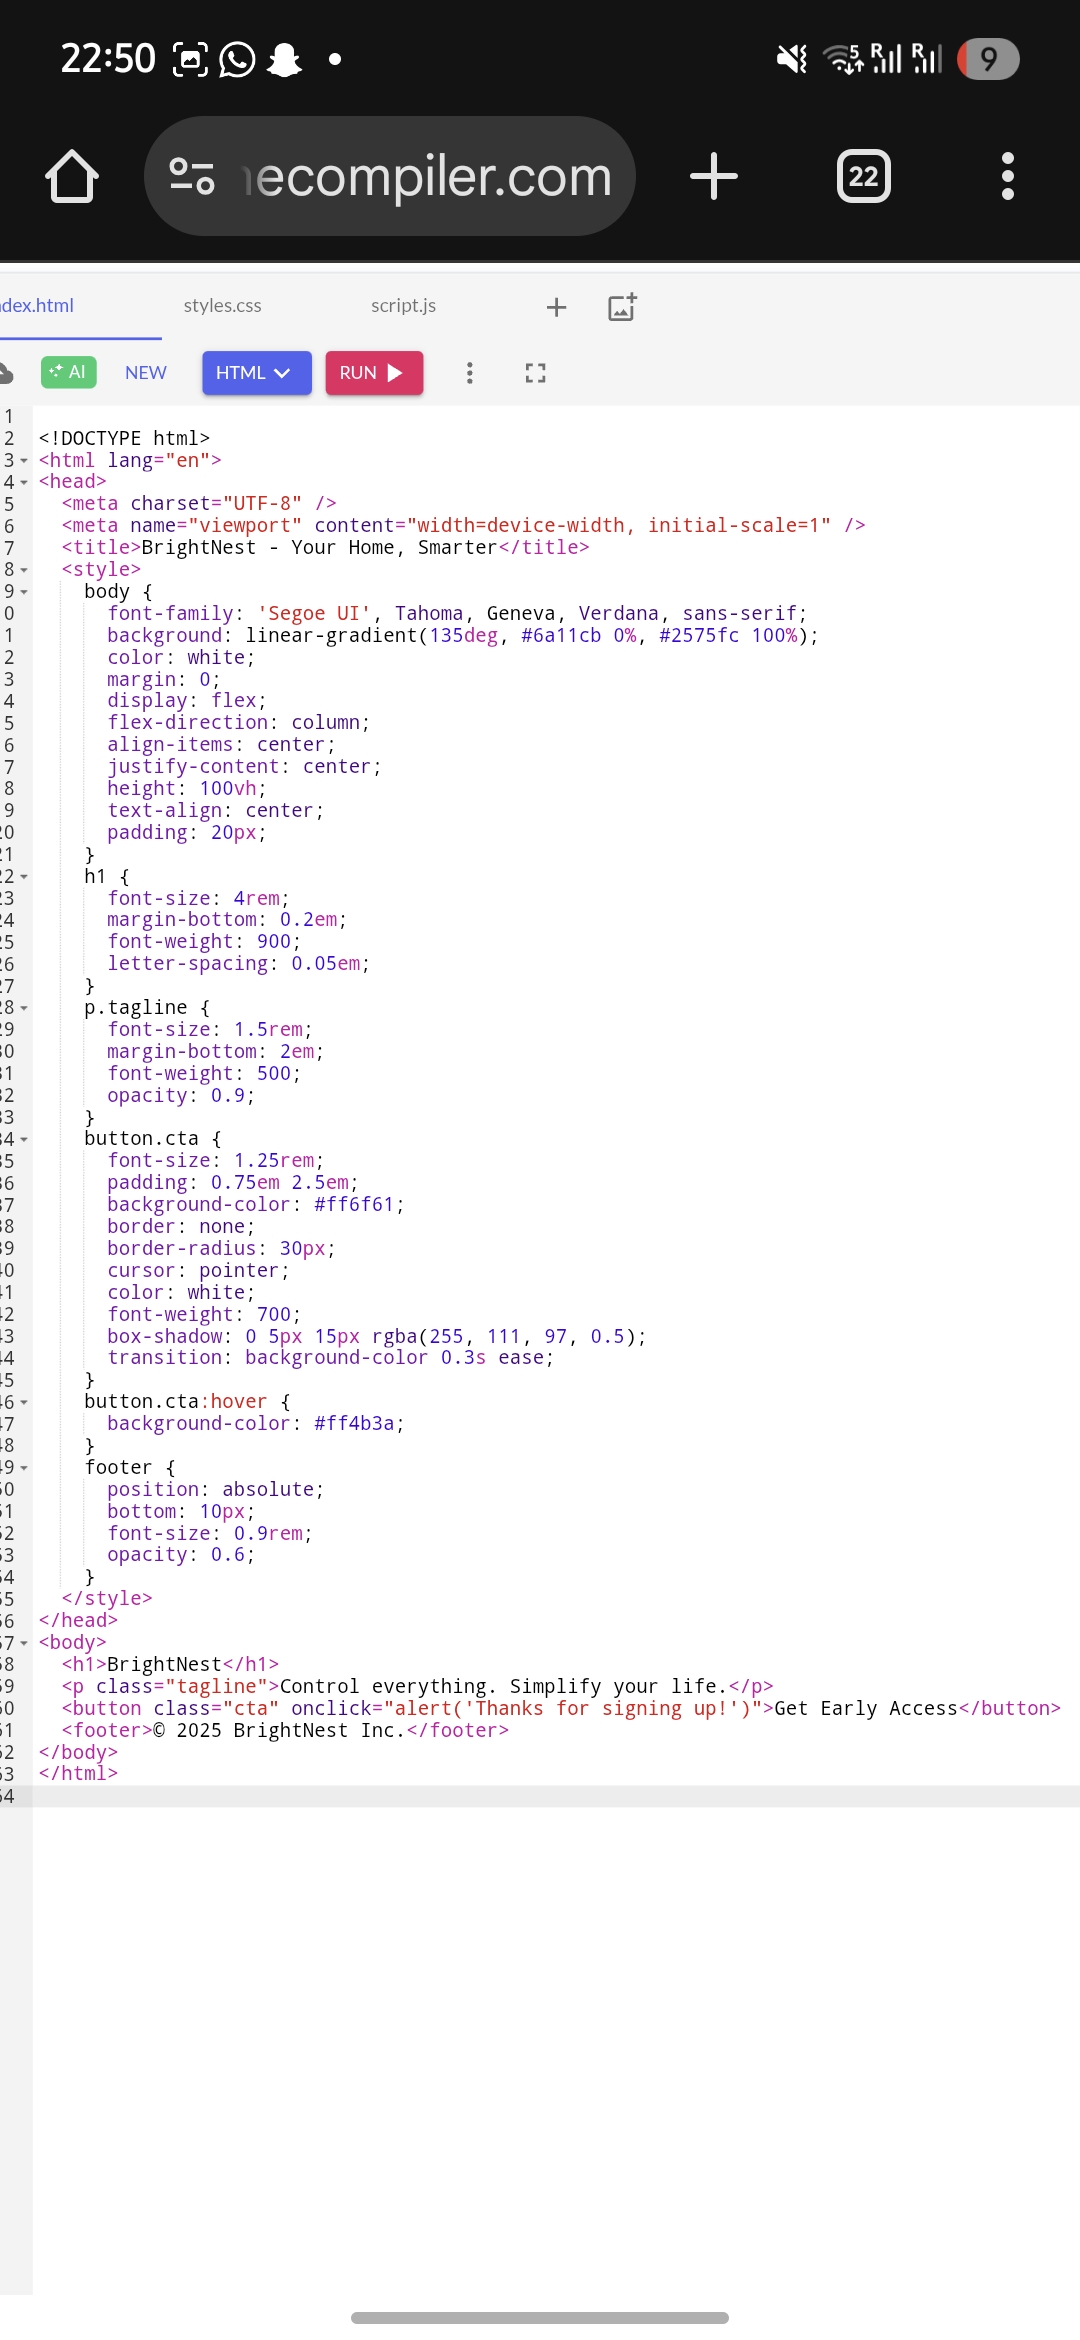 22:50
5 R R 9
ecompiler.com
22
dex.html styles.css script.js
AI NEW HTML RUN
1
2 <!DOCTYPE html>
3 <html lang="en">
4 <head>
5 <meta charset="UTF-8" />
6 <meta name="viewport" content="width=device-width, initial-scale=1" />
7 <title>BrightNest - Your Home, Smarter</title>
8 <style>
9 body {
0 font-family: 'Segoe UI', Tahoma, Geneva, Verdana, sans-serif;
1 background: linear-gradient(135deg, #6a11cb 0%, #2575fc 100%);
2 color: white;
3 margin: 0;
4 display: flex;
5 flex-direction: column;
6 align-items: center;
7 justify-content: center;
8 height: 100vh;
9 text-align: center;
20 padding: 20px;
21 }
22 h1 {
23 font-size: 4rem;
24 margin-bottom: 0.2em;
25 font-weight: 900;
26 letter-spacing: 0.05em;
27 }
28 p.tagline {
29 font-size: 1.5rem;
30 margin-bottom: 2em;
31 font-weight: 500;
32 opacity: 0.9;
33 }
34 button.cta {
35 font-size: 1.25rem;
36 padding: 0.75em 2.5em;
37 background-color: #ff6f61;
38 border: none;
39 border-radius: 30px;
40 cursor: pointer;
41 color: white;
42 font-weight: 700;
43 box-shadow: 0 5px 15px rgba(255, 111, 97, 0.5);
44 transition: background-color 0.3s ease;
45 }
46 button.cta:hover {
47 background-color: #ff4b3a;
48 }
49 footer {
50 position: absolute;
51 bottom: 10px;
52 font-size: 0.9rem;
53 opacity: 0.6;
54 }
55 </style>
56 </head>
57 <body>
58 <h1>BrightNest</h1>
59 <p class="tagline">Control everything. Simplify your life.</p>
60 <button class="cta" onclick="alert('Thanks for signing up!')">Get Early Access</button>
61 <footer>© 2025 BrightNest Inc.</footer>
62 </body>
63 </html>
64